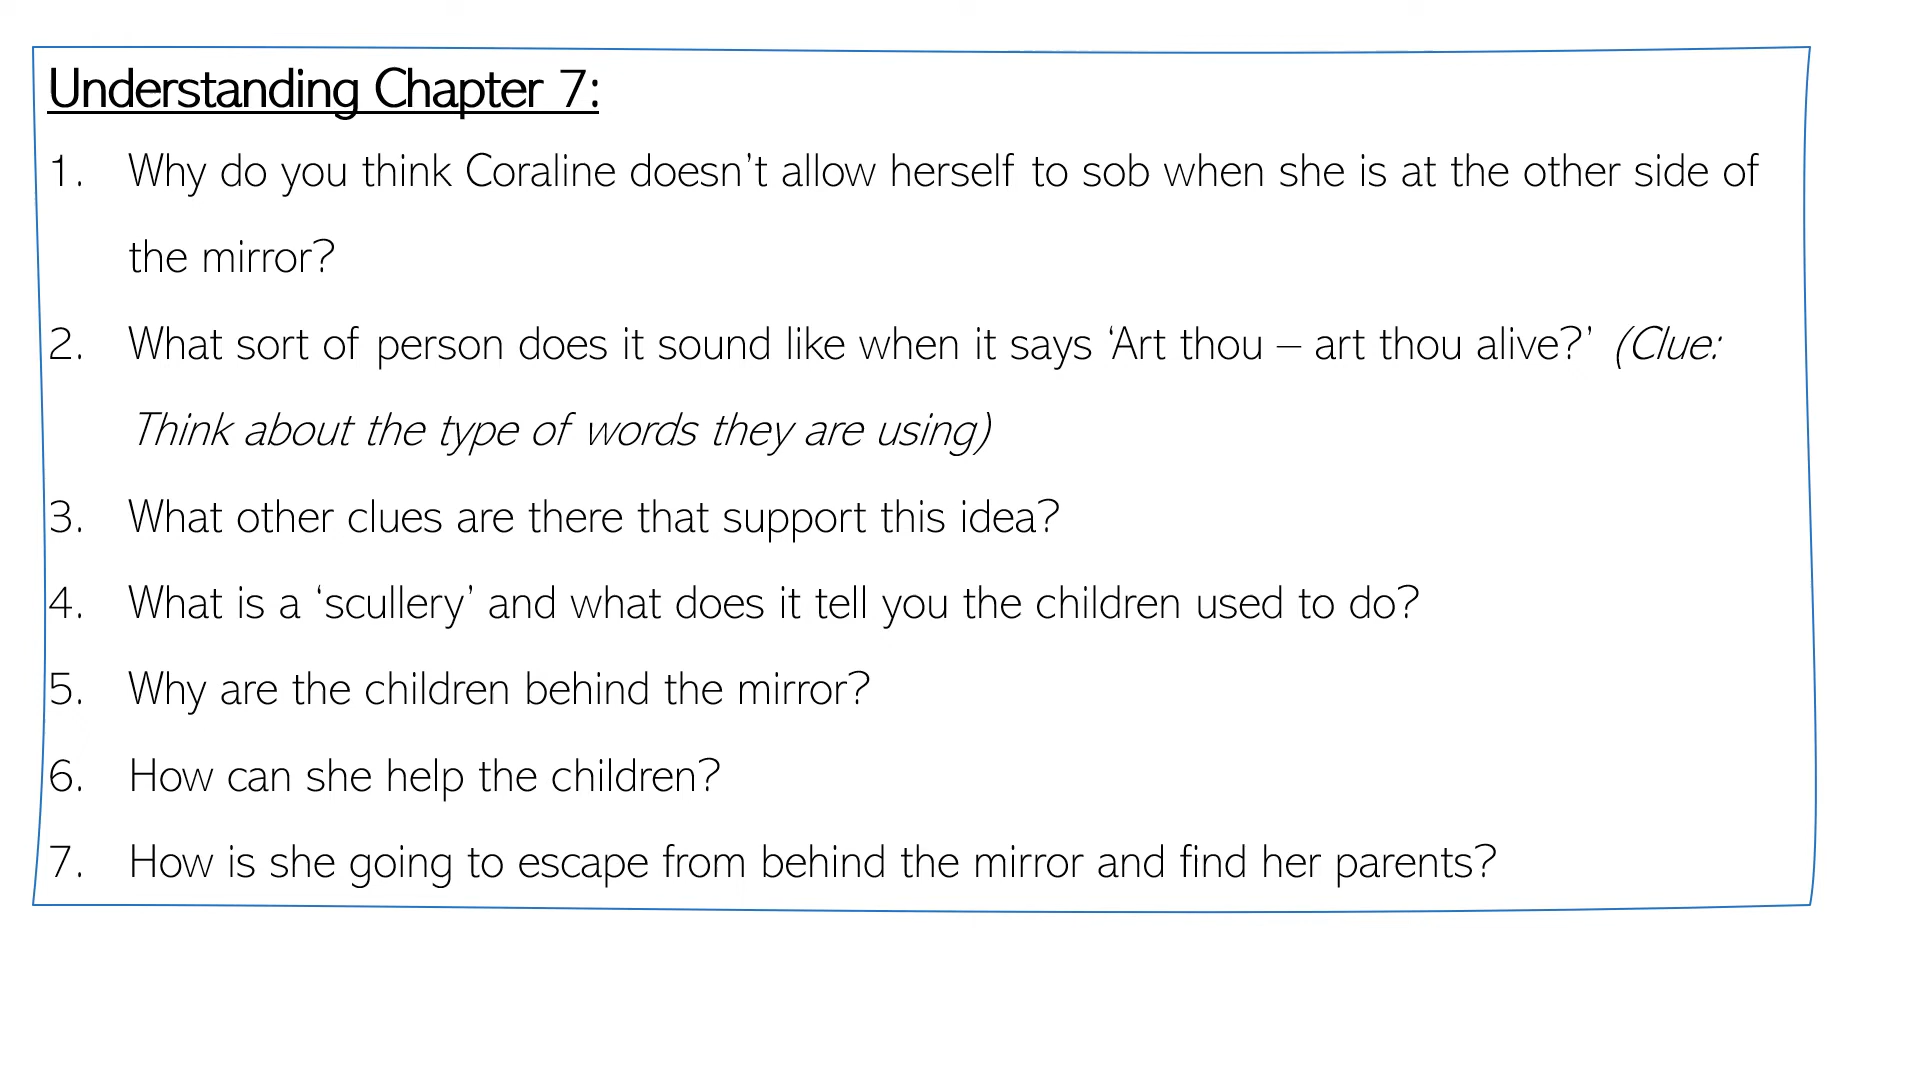 Understanding Chapter 7:
1. Why do you think Coraline doesn’t allow herself to sob when she is at the other side of
the mirror?
2. What sort of person does it sound like when it says ‘Art thou – art thou alive?’ (Clue:
Think about the type of words they are using)
3. What other clues are there that support this idea?
4. What is a ‘scullery’ and what does it tell you the children used to do?
5. Why are the children behind the mirror?
6. How can she help the children?
7. How is she going to escape from behind the mirror and find her parents?